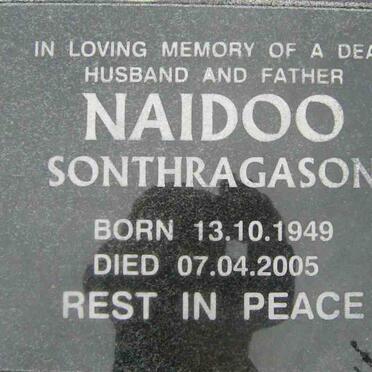 IN LOVING MEMORY OF A DEA
HUSBAND AND FATHER
NAIDOO
SONTHRAGASON
BORN 13.10.1949
DIED 07.04.2005
REST IN PEACE